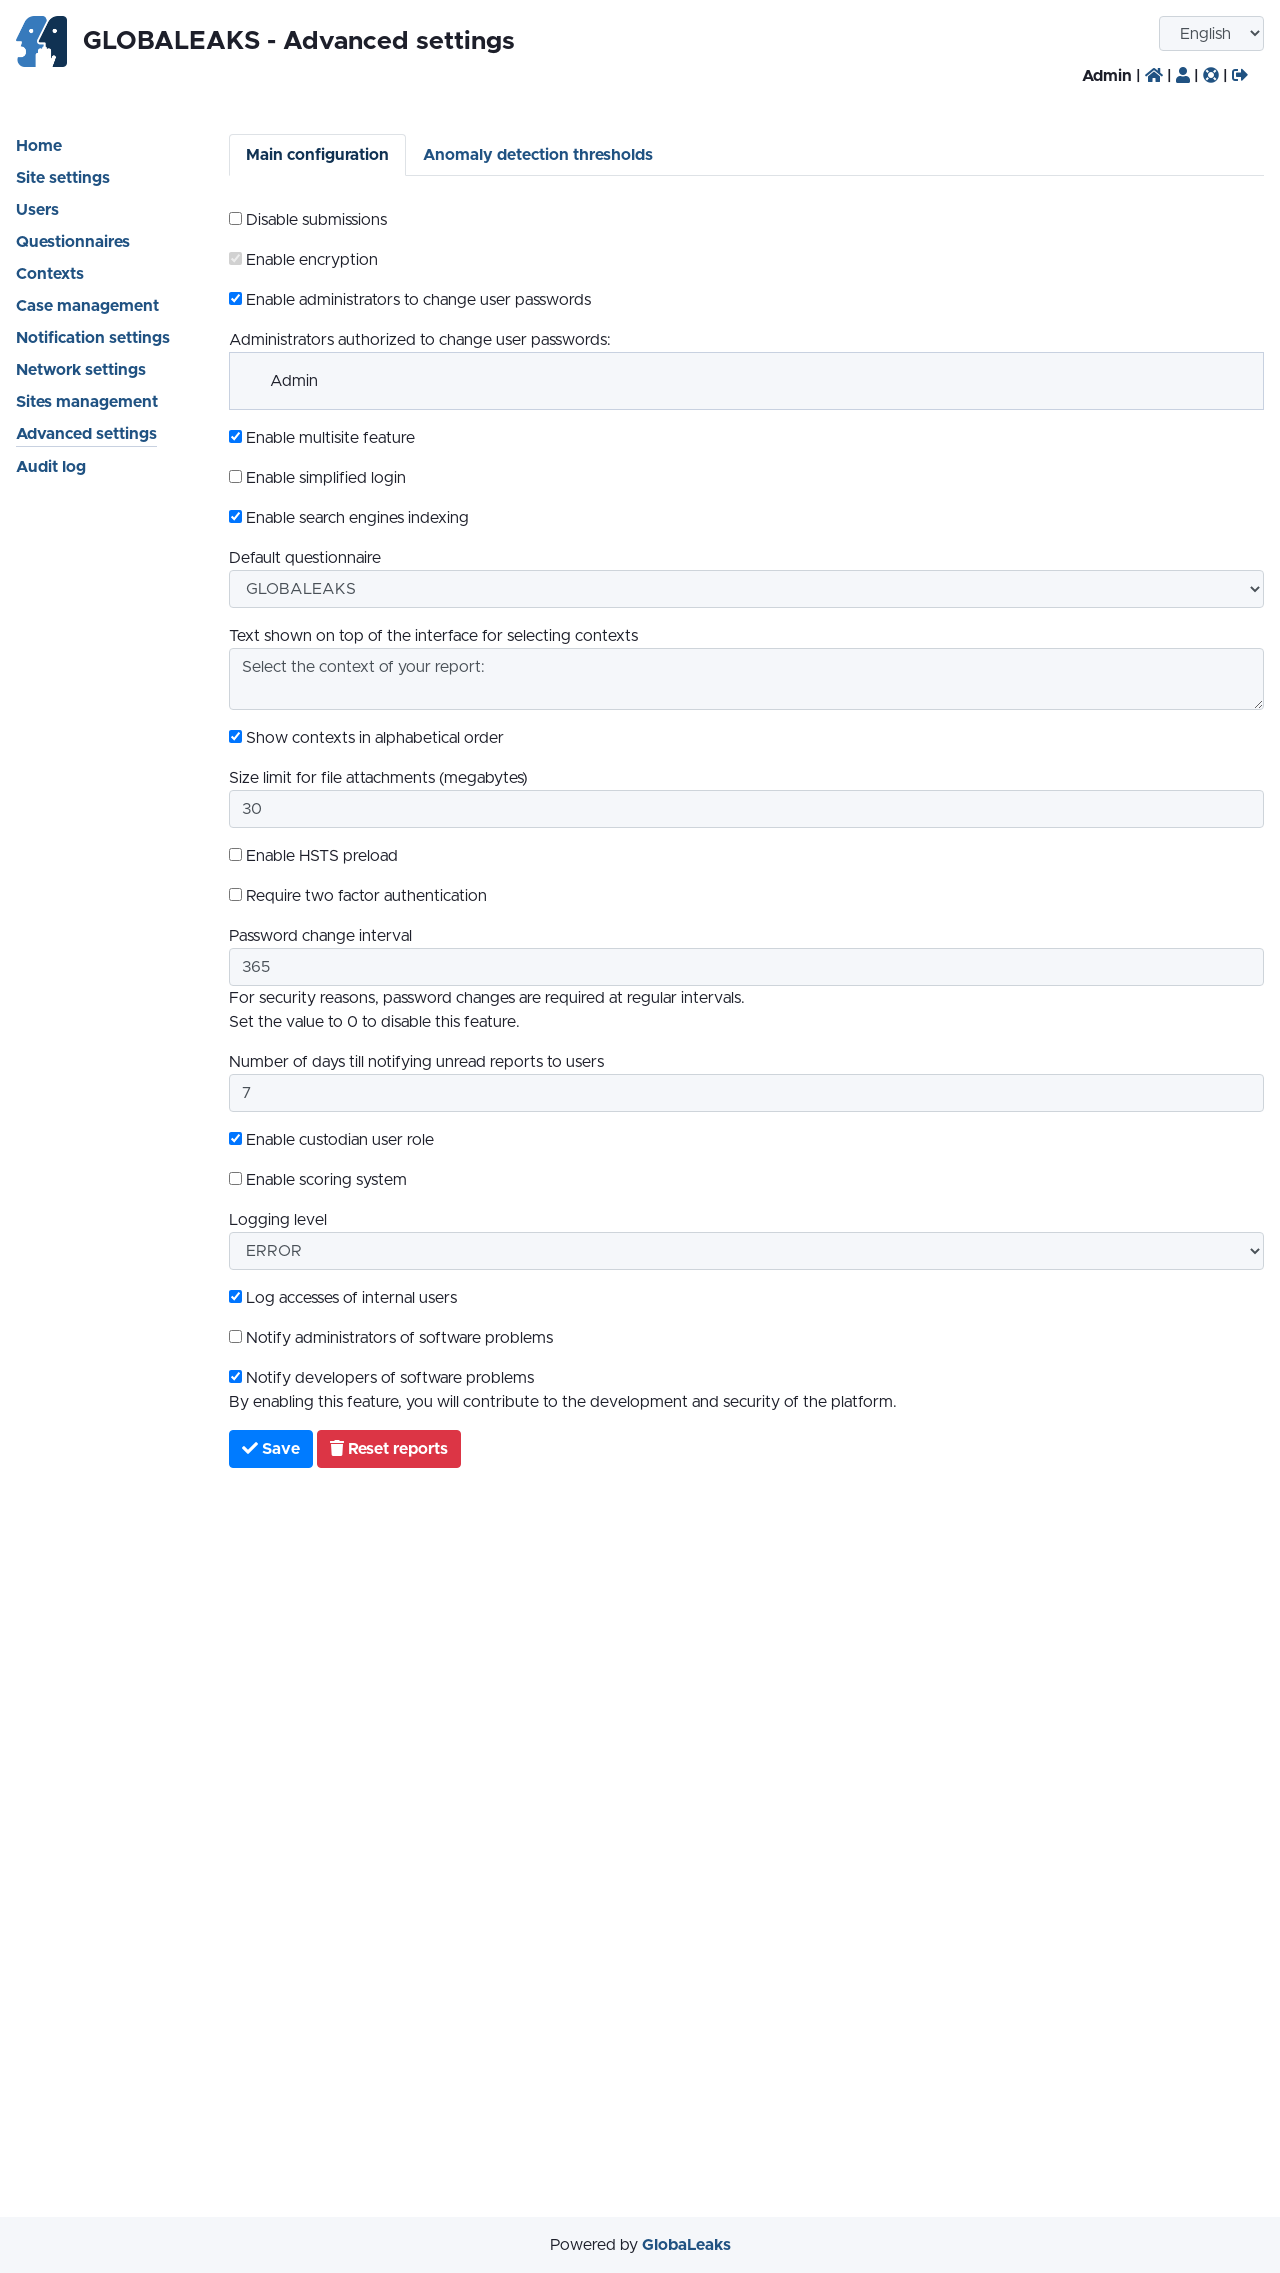 GLOBALEAKS - Advanced settings
English
Admin | | | |
Home
Site settings
Users
Questionnaires
Contexts
Case management
Notification settings
Network settings
Sites management
Advanced settings
Audit log
Main configuration
Anomaly detection thresholds
Disable submissions
Enable encryption
Enable administrators to change user passwords
Administrators authorized to change user passwords:
Admin
Enable multisite feature
Enable simplified login
Enable search engines indexing
Default questionnaire
GLOBALEAKS
Text shown on top of the interface for selecting contexts
Select the context of your report:
Show contexts in alphabetical order
Size limit for file attachments (megabytes)
30
Enable HSTS preload
Require two factor authentication
Password change interval
365
For security reasons, password changes are required at regular intervals.
Set the value to 0 to disable this feature.
Number of days till notifying unread reports to users
7
Enable custodian user role
Enable scoring system
Logging level
ERROR
Log accesses of internal users
Notify administrators of software problems
Notify developers of software problems
By enabling this feature, you will contribute to the development and security of the platform.
Save
Reset reports
Powered by GlobaLeaks